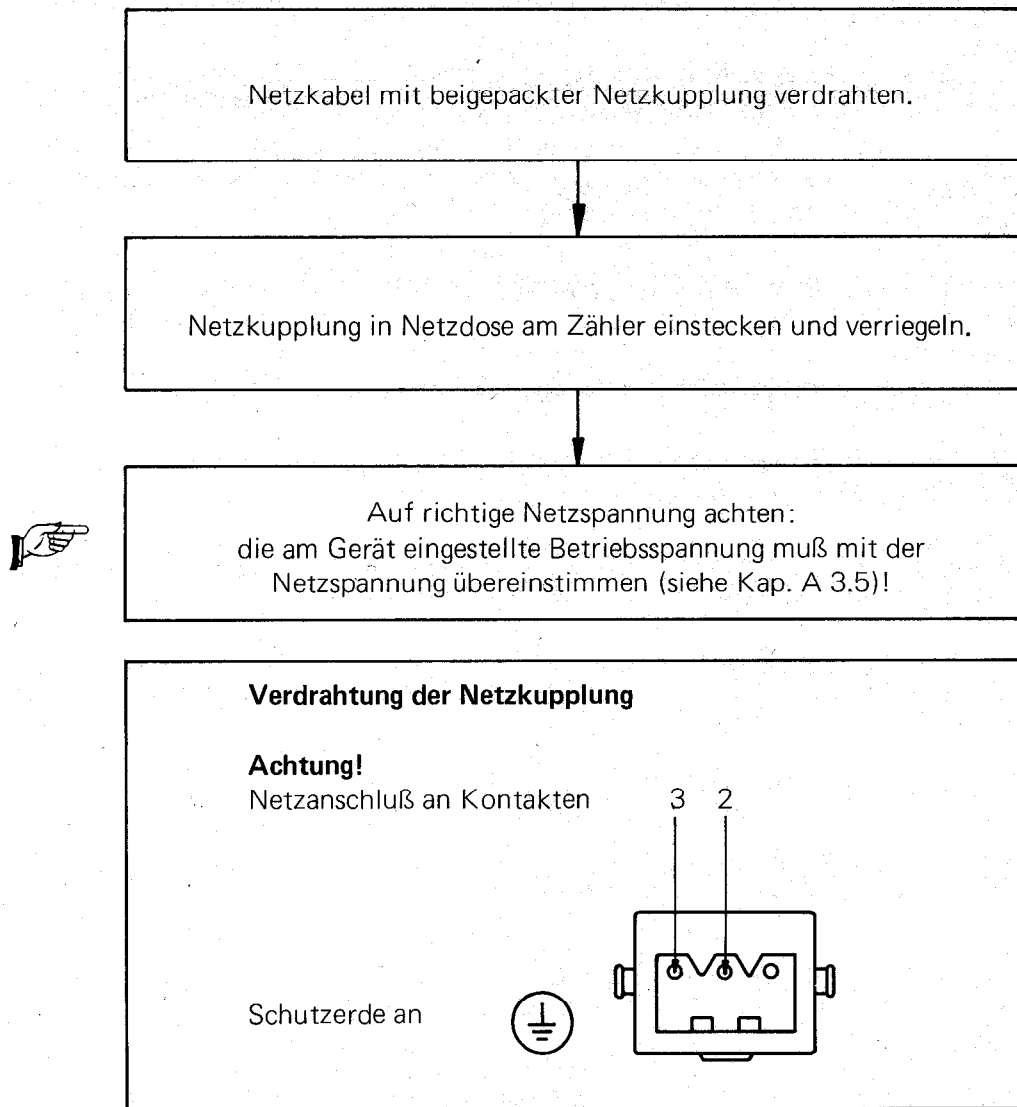 Netzkabel mit beigepackter Netzkupplung verdrahten.
Netzkupplung in Netzdose am Zähler einstecken und verriegeln.
Auf richtige Netzspannung achten:
die am Gerät eingestellte Betriebsspannung muß mit der
Netzspannung übereinstimmen (siehe Kap. A 3.5)!
Verdrahtung der Netzkupplung
Achtung!
Netzanschluß an Kontakten 3 2
Schutzerde an